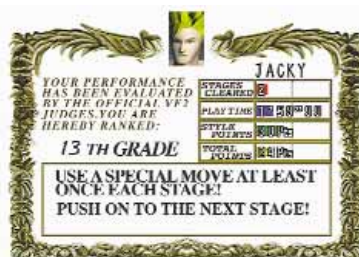 JACKY
YOUR PERFORMANCE
HAS BEEN EVALUATED
BY THE OFFICIAL VF2
JUDGES.YOU ARE
HEREBY RANKED:
13 TH GRADE
STAGES
CLEARED 2
PLAY TIME
STYLE
POINTS
TOTAL
POINTS
USE A SPECIAL MOVE AT LEAST
ONCE EACH STAGE!
PUSH ON TO THE NEXT STAGE!